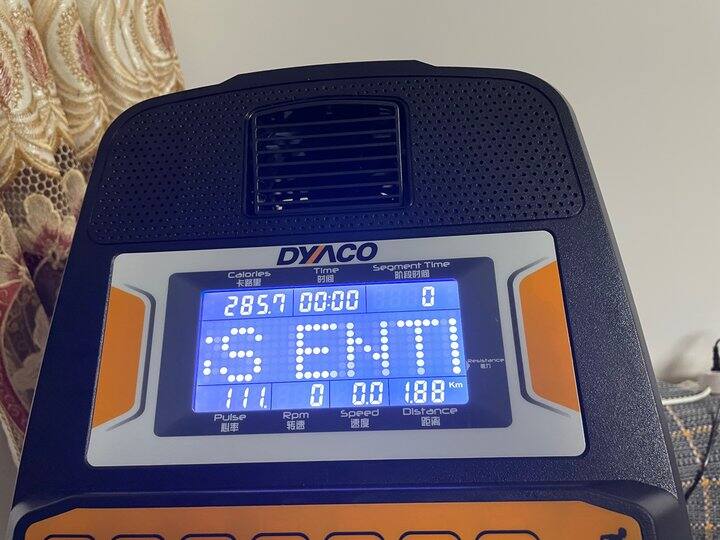 DYACO
Calories Time Segment Time
卡路里 时间 阶段时间
285.7 00:00 0
:S ENT
Resistance
阻力
111. 0 0.0 1.88 Km
Pulse Rpm Speed Distance
心率 转速 速度 距离